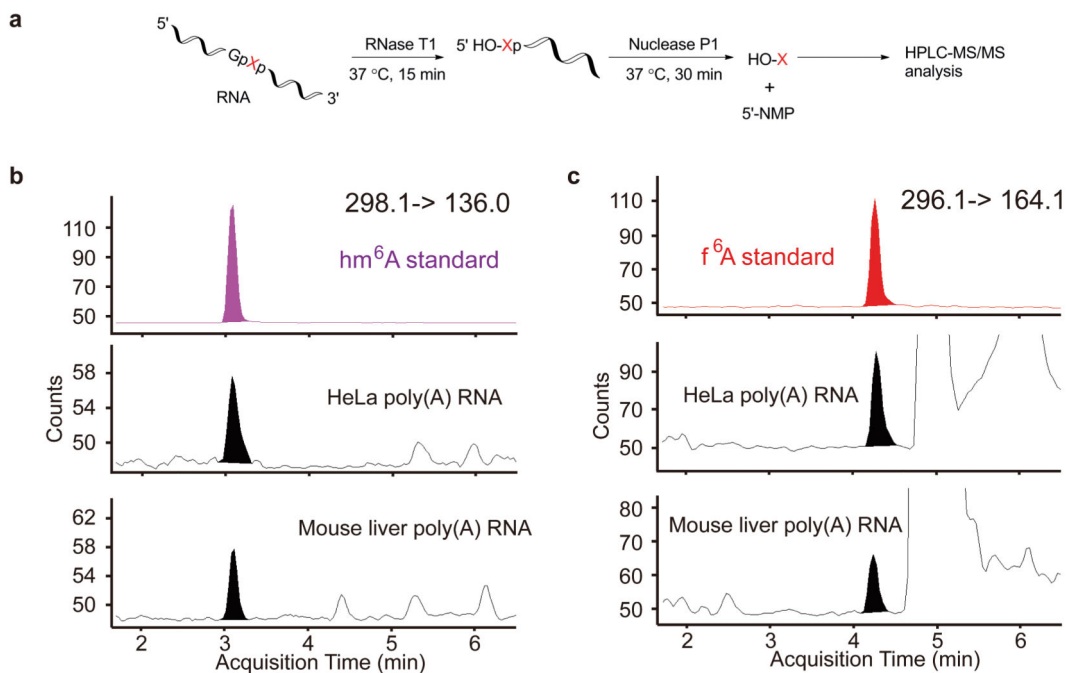 a
5'
GpXp
RNA
3'
RNase T1
37 °C, 15 min
5' HO-Xp
Nuclease P1
37 °C, 30 min
HO-X
+
5'-NMP
HPLC-MS/MS
analysis
b
298.1-> 136.0
hm⁶A standard
110
90
70
50
HeLa poly(A) RNA
58
54
50
Counts
Mouse liver poly(A) RNA
62
58
54
50
2 3 4 5 6
Acquisition Time (min)
c
296.1-> 164.1
f⁶A standard
110
90
70
50
HeLa poly(A) RNA
90
70
50
Counts
Mouse liver poly(A) RNA
80
70
60
50
2 3 4 5 6
Acquisition Time (min)